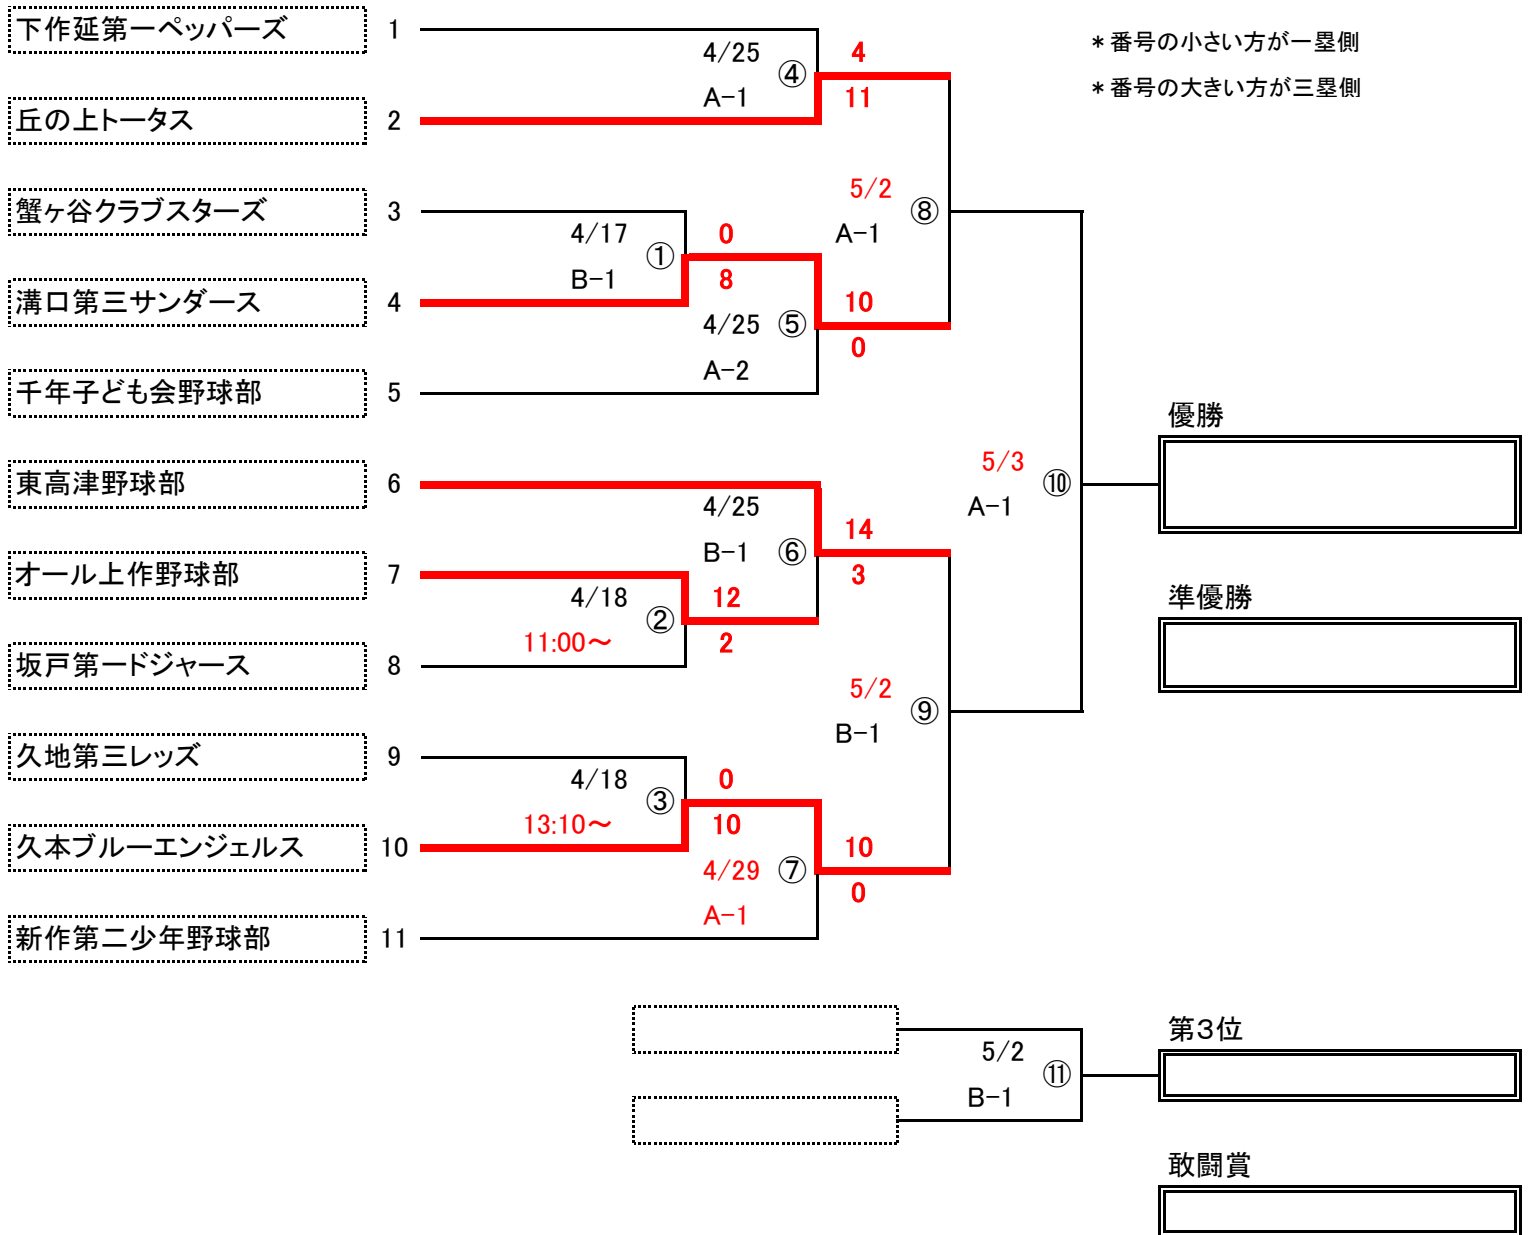 下作延第一ペッパーズ 1
4/25 ④ 4
A-1 11
＊番号の小さい方が一塁側
＊番号の大きい方が三塁側
丘の上トータス 2
5/2 ⑧
A-1
蟹ヶ谷クラブスターズ 3
4/17 ① 0
B-1 8
溝口第三サンダース 4
10
4/25 ⑤
0
A-2
千年子ども会野球部 5
優勝
5/3 ⑩
A-1
東高津野球部 6
4/25 14
B-1 ⑥
3
オール上作野球部 7
4/18 ② 12
11:00～ 2
準優勝
坂戸第一ドジャース 8
5/2 ⑨
B-1
久地第三レッズ 9
4/18 ③ 0
13:10～ 10
久本ブルーエンジェルス 10
10
4/29 ⑦
0
A-1
新作第二少年野球部 11
第3位
5/2 ⑪
B-1
敢闘賞